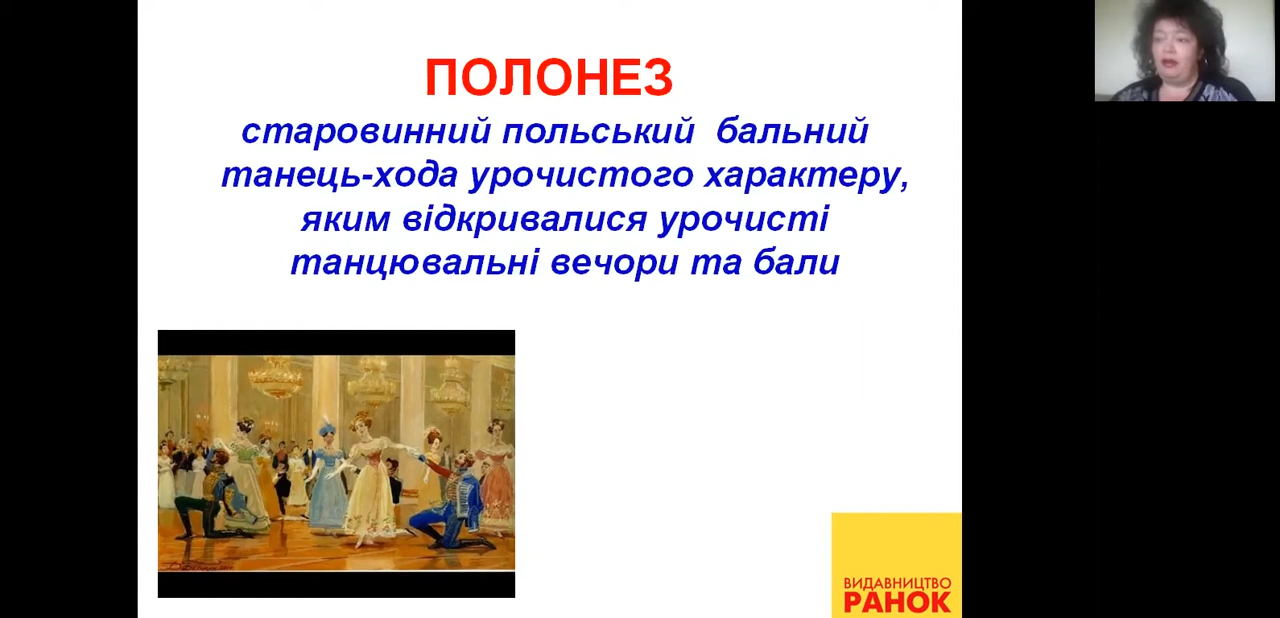 ПОЛОНЕЗ
старовинний польський бальний
танець-хода урочистого характеру,
яким відкривалися урочисті
танцювальні вечори та бали
ВИДАВНИЦТВО
РАНОК